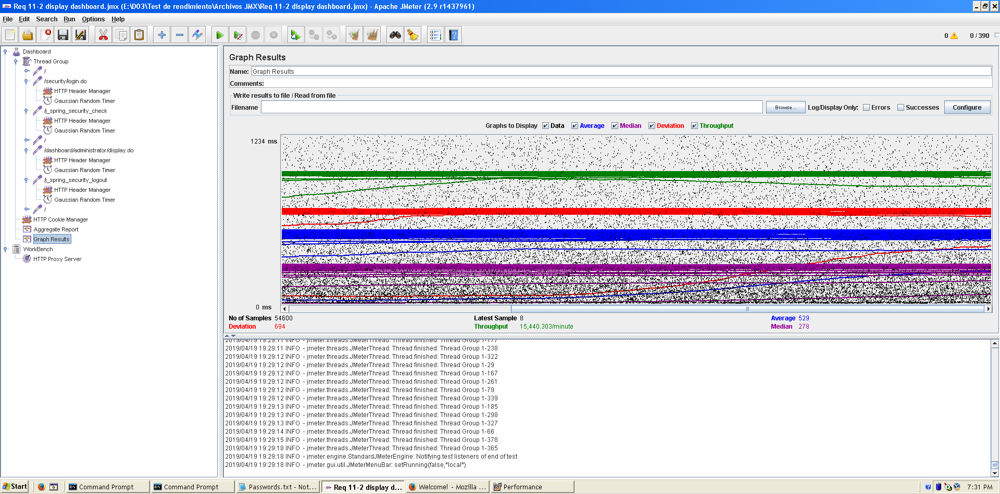 Req 11-2 display dashboard.jmx (E:\D03\Test de rendimiento\Archivos JMX\Req 11-2 display dashboard.jmx) - Apache JMeter (2.9 r1437961)
File Edit Search Run Options Help
0 0 / 390
Dashboard
Thread Group
/
/security/login.do
HTTP Header Manager
Gaussian Random Timer
/j_spring_security_check
HTTP Header Manager
Gaussian Random Timer
/
/dashboard/administrator/display.do
HTTP Header Manager
Gaussian Random Timer
/j_spring_security_logout
HTTP Header Manager
Gaussian Random Timer
/
HTTP Cookie Manager
Aggregate Report
Graph Results
WorkBench
HTTP Proxy Server
Graph Results
Name: Graph Results
Comments:
Write results to file / Read from file
Filename Browse... Log/Display Only: Errors Successes Configure
Graphs to Display Data Average Median Deviation Throughput
1234 ms
0 ms
No of Samples 54600 Latest Sample 8 Average 529
Deviation 694 Throughput 15,440.303/minute Median 278
2019/04/19 19:29:11 INFO - jmeter.threads.JMeterThread: Thread finished: Thread Group 1-177
2019/04/19 19:29:11 INFO - jmeter.threads.JMeterThread: Thread finished: Thread Group 1-238
2019/04/19 19:29:12 INFO - jmeter.threads.JMeterThread: Thread finished: Thread Group 1-322
2019/04/19 19:29:12 INFO - jmeter.threads.JMeterThread: Thread finished: Thread Group 1-29
2019/04/19 19:29:12 INFO - jmeter.threads.JMeterThread: Thread finished: Thread Group 1-167
2019/04/19 19:29:12 INFO - jmeter.threads.JMeterThread: Thread finished: Thread Group 1-261
2019/04/19 19:29:12 INFO - jmeter.threads.JMeterThread: Thread finished: Thread Group 1-79
2019/04/19 19:29:12 INFO - jmeter.threads.JMeterThread: Thread finished: Thread Group 1-339
2019/04/19 19:29:13 INFO - jmeter.threads.JMeterThread: Thread finished: Thread Group 1-185
2019/04/19 19:29:13 INFO - jmeter.threads.JMeterThread: Thread finished: Thread Group 1-298
2019/04/19 19:29:13 INFO - jmeter.threads.JMeterThread: Thread finished: Thread Group 1-327
2019/04/19 19:29:14 INFO - jmeter.threads.JMeterThread: Thread finished: Thread Group 1-66
2019/04/19 19:29:15 INFO - jmeter.threads.JMeterThread: Thread finished: Thread Group 1-378
2019/04/19 19:29:18 INFO - jmeter.threads.JMeterThread: Thread finished: Thread Group 1-365
2019/04/19 19:29:18 INFO - jmeter.engine.StandardJMeterEngine: Notifying test listeners of end of test
2019/04/19 19:29:18 INFO - jmeter.gui.util.JMeterMenuBar: setRunning(false,*local*)
Start Command Prompt Command Prompt Passwords.txt - Not... Req 11-2 display d... Welcome! - Mozilla ... Performance 7:31 PM